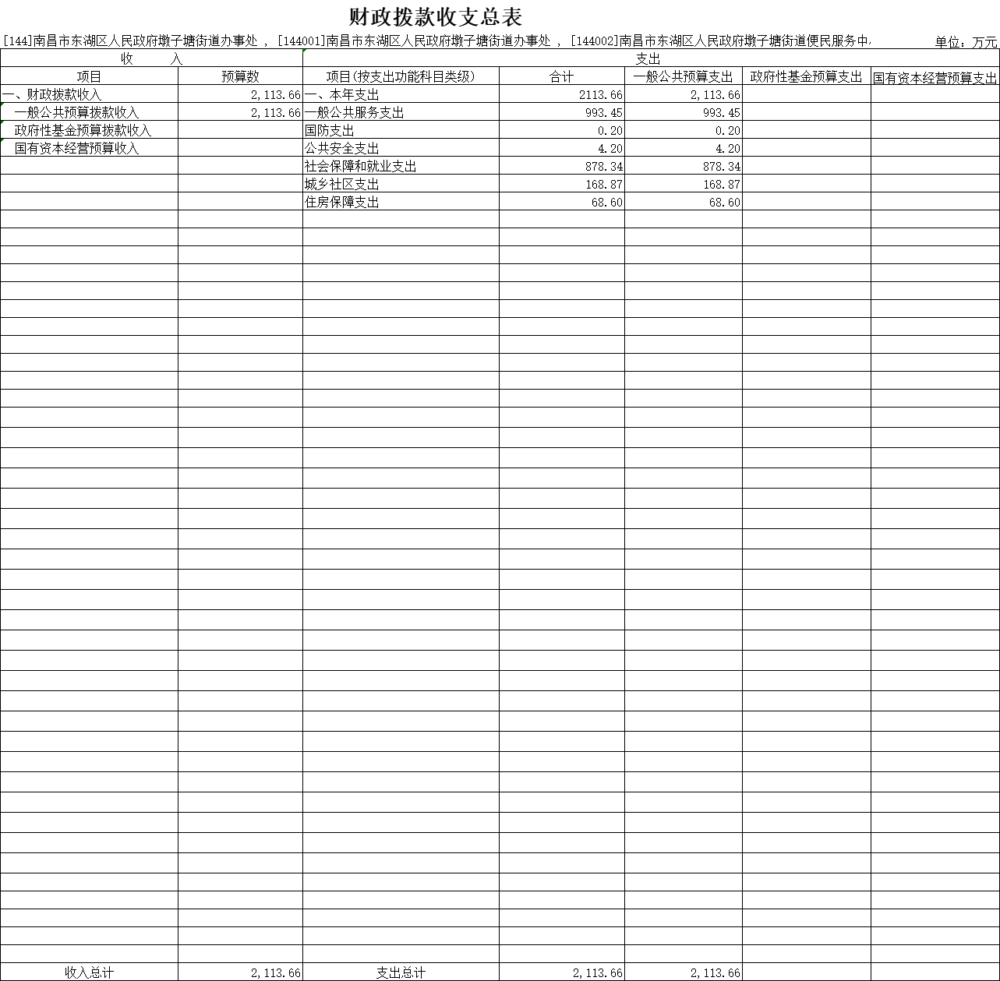 财政拨款收支总表
[144]南昌市东湖区人民政府墩子塘街道办事处 , [144001]南昌市东湖区人民政府墩子塘街道办事处 , [144002]南昌市东湖区人民政府墩子塘街道便民服务中 单位：万元
收 入 支出
项目 预算数 项目(按支出功能科目类级) 合计 一般公共预算支出 政府性基金预算支出 国有资本经营预算支出
一、财政拨款收入 2,113.66 一、本年支出 2113.66 2,113.66
一般公共预算拨款收入 2,113.66 一般公共服务支出 993.45 993.45
政府性基金预算拨款收入 国防支出 0.20 0.20
国有资本经营预算收入 公共安全支出 4.20 4.20
社会保障和就业支出 878.34 878.34
城乡社区支出 168.87 168.87
住房保障支出 68.60 68.60
收入总计 2,113.66 支出总计 2,113.66 2,113.66